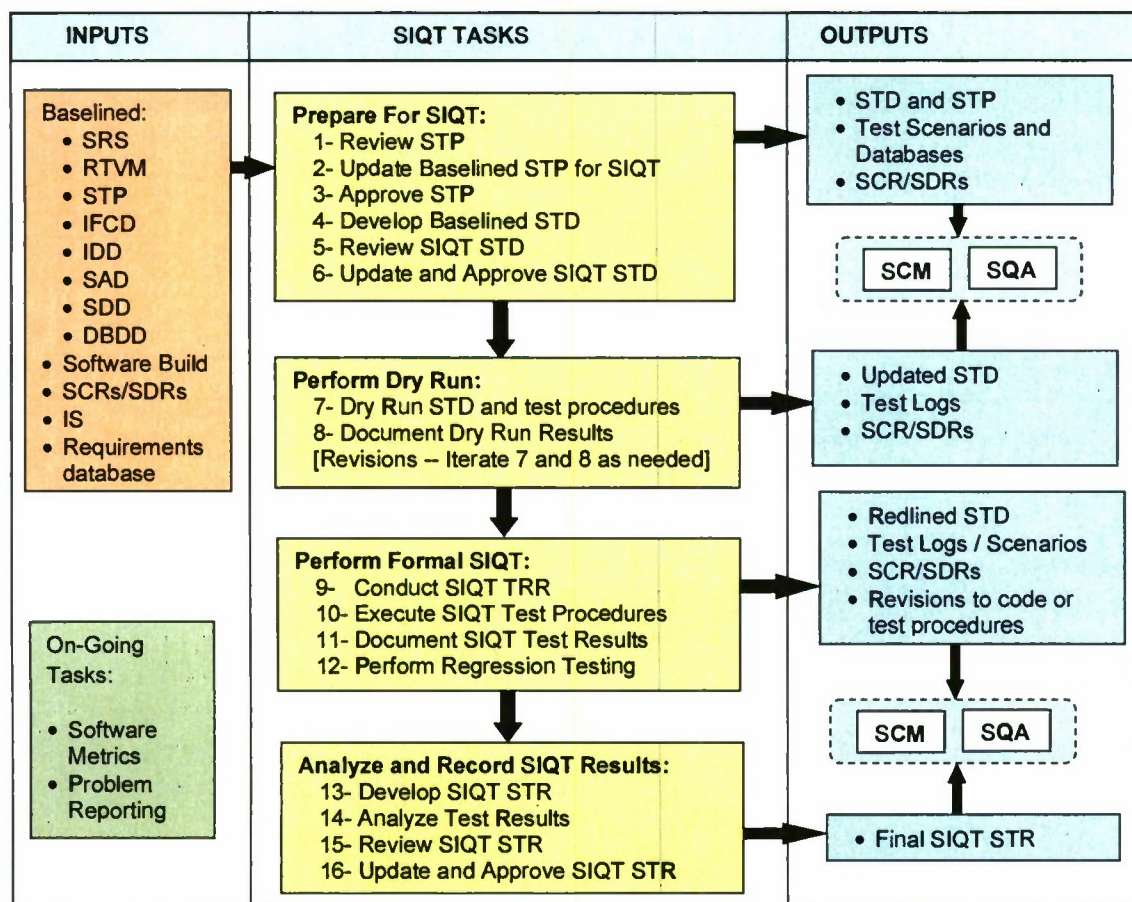 INPUTS
SIQT TASKS
OUTPUTS
Baselined:
• SRS
• RTVM
• STP
• IFCD
• IDD
• SAD
• SDD
• DBDD
• Software Build
• SCRs/SDRs
• IS
• Requirements
database
On-Going
Tasks:
• Software
Metrics
• Problem
Reporting
Prepare For SIQT:
1- Review STP
2- Update Baselined STP for SIQT
3- Approve STP
4- Develop Baselined STD
5- Review SIQT STD
6- Update and Approve SIQT STD
Perform Dry Run:
7- Dry Run STD and test procedures
8- Document Dry Run Results
[Revisions -- Iterate 7 and 8 as needed]
Perform Formal SIQT:
9- Conduct SIQT TRR
10- Execute SIQT Test Procedures
11- Document SIQT Test Results
12- Perform Regression Testing
Analyze and Record SIQT Results:
13- Develop SIQT STR
14- Analyze Test Results
15- Review SIQT STR
16- Update and Approve SIQT STR
• STD and STP
• Test Scenarios and
Databases
• SCR/SDRs
SCM SQA
• Updated STD
• Test Logs
• SCR/SDRs
• Redlined STD
• Test Logs / Scenarios
• SCR/SDRs
• Revisions to code or
test procedures
SCM SQA
• Final SIQT STR